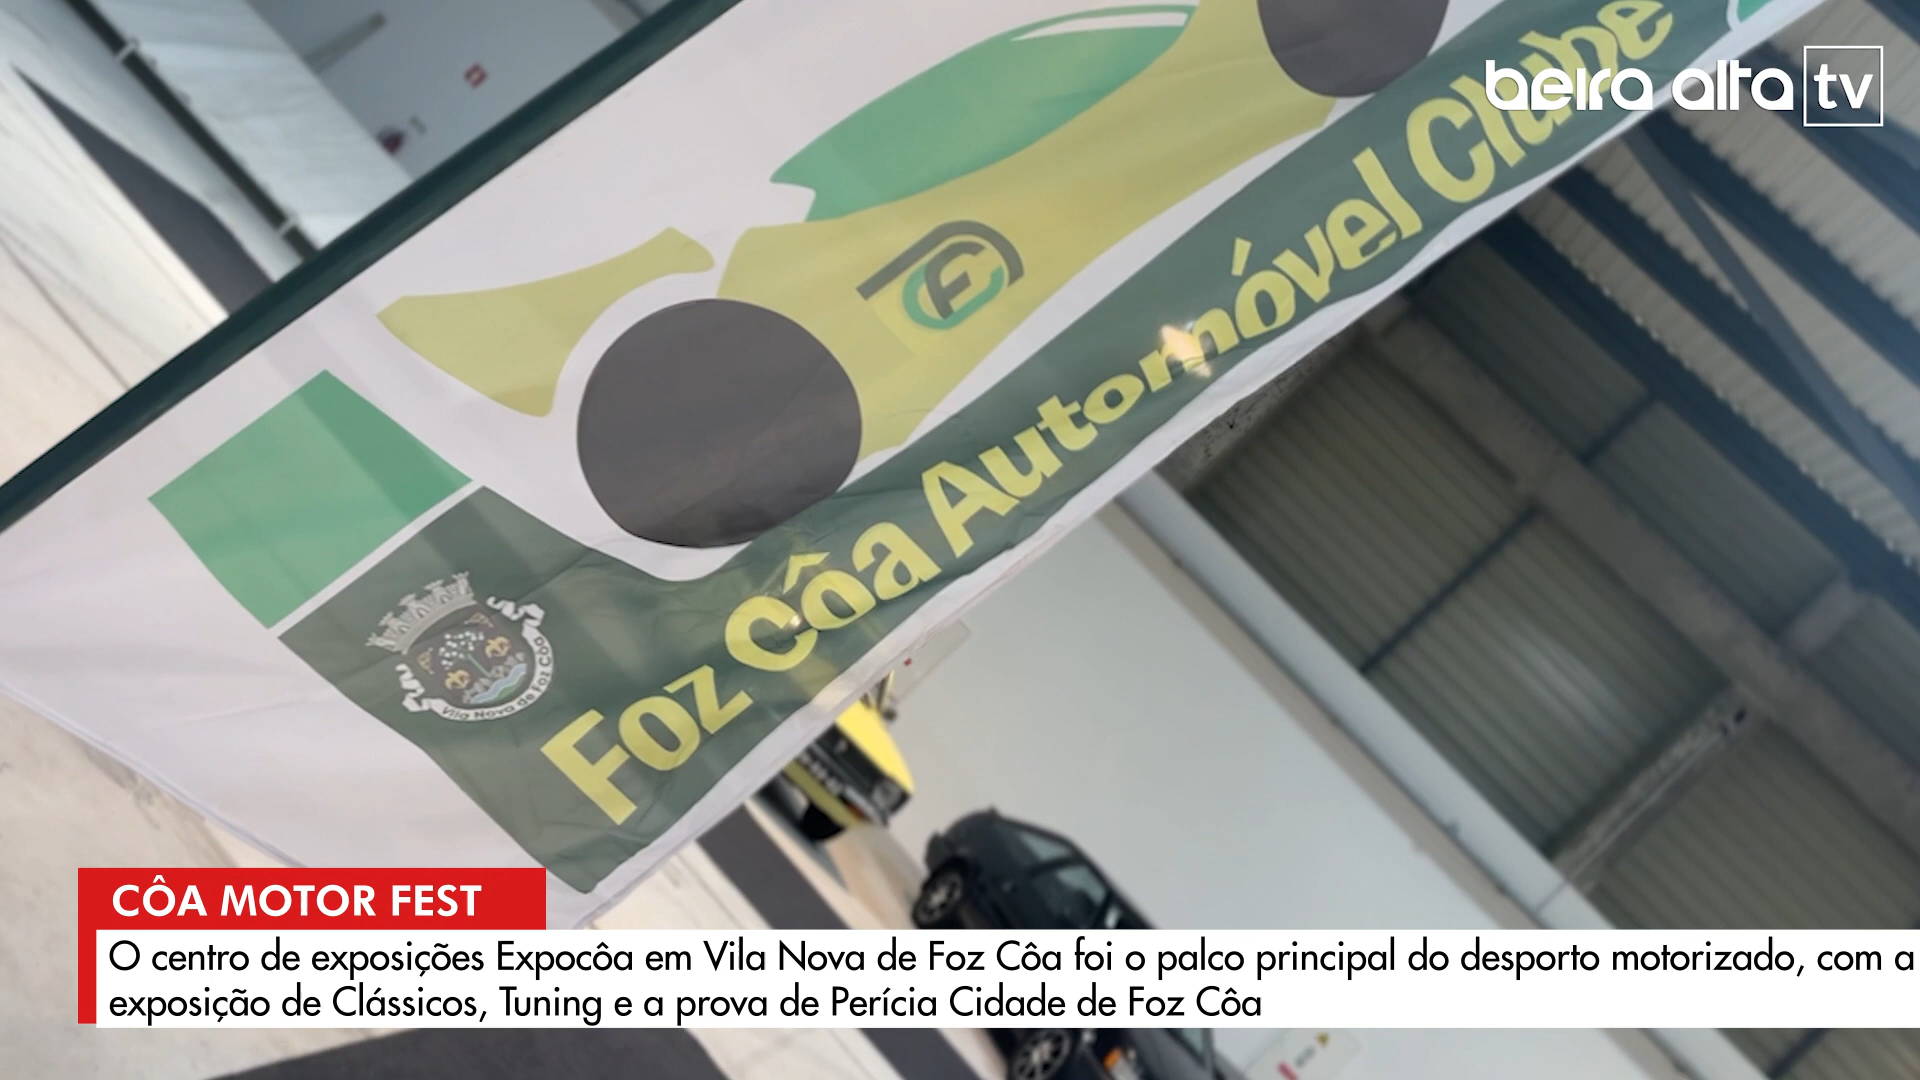 beira alta tv
Foz Côa Automóvel Clube
Vila Nova de Foz Côa
CÔA MOTOR FEST
O centro de exposições Expocôa em Vila Nova de Foz Côa foi o palco principal do desporto motorizado, com a
exposição de Clássicos, Tuning e a prova de Perícia Cidade de Foz Côa